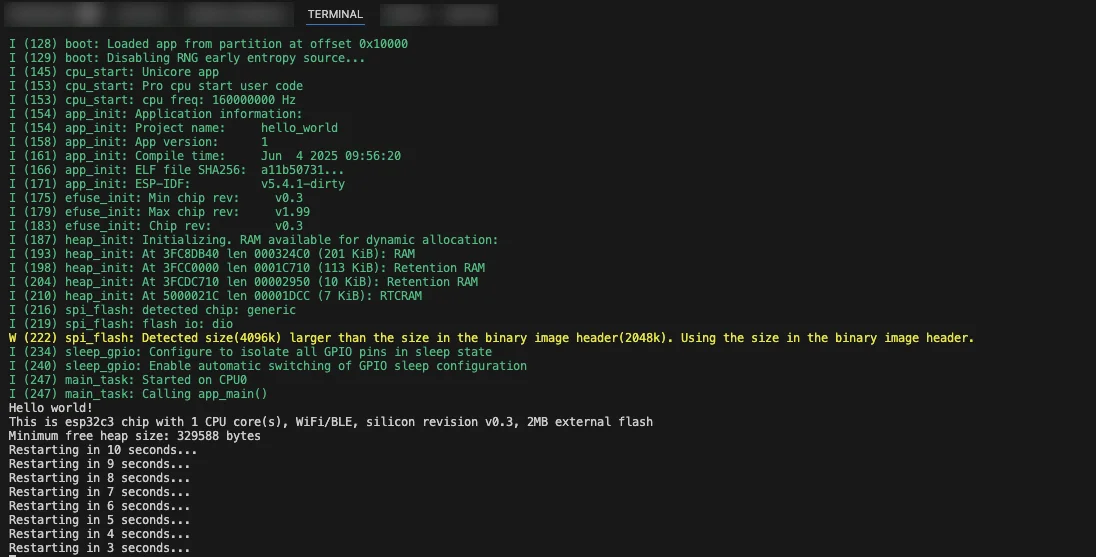 TERMINAL
I (128) boot: Loaded app from partition at offset 0x10000
I (129) boot: Disabling RNG early entropy source...
I (145) cpu_start: Unicore app
I (153) cpu_start: Pro cpu start user code
I (153) cpu_start: cpu freq: 160000000 Hz
I (154) app_init: Application information:
I (154) app_init: Project name:     hello_world
I (158) app_init: App version:      1
I (161) app_init: Compile time:     Jun  4 2025 09:56:20
I (166) app_init: ELF file SHA256:  a11b50731...
I (171) app_init: ESP-IDF:          v5.4.1-dirty
I (175) efuse_init: Min chip rev:     v0.3
I (179) efuse_init: Max chip rev:     v1.99
I (183) efuse_init: Chip rev:         v0.3
I (187) heap_init: Initializing. RAM available for dynamic allocation:
I (193) heap_init: At 3FC8DB40 len 000324C0 (201 KiB): RAM
I (198) heap_init: At 3FCC0000 len 0001C710 (113 KiB): Retention RAM
I (204) heap_init: At 3FCDC710 len 00002950 (10 KiB): Retention RAM
I (210) heap_init: At 5000021C len 00001DCC (7 KiB): RTCRAM
I (216) spi_flash: detected chip: generic
I (219) spi_flash: flash io: dio
W (222) spi_flash: Detected size(4096k) larger than the size in the binary image header(2048k). Using the size in the binary image header.
I (234) sleep_gpio: Configure to isolate all GPIO pins in sleep state
I (240) sleep_gpio: Enable automatic switching of GPIO sleep configuration
I (247) main_task: Started on CPU0
I (247) main_task: Calling app_main()
Hello world!
This is esp32c3 chip with 1 CPU core(s), WiFi/BLE, silicon revision v0.3, 2MB external flash
Minimum free heap size: 329588 bytes
Restarting in 10 seconds...
Restarting in 9 seconds...
Restarting in 8 seconds...
Restarting in 7 seconds...
Restarting in 6 seconds...
Restarting in 5 seconds...
Restarting in 4 seconds...
Restarting in 3 seconds...